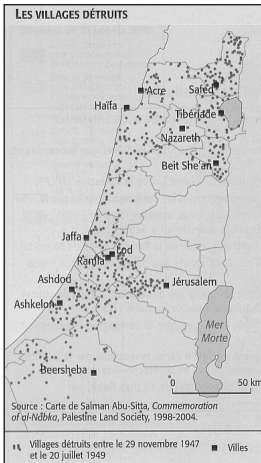 LES VILLAGES DÉTRUITS
Acre
Safed
Haïfa
Tibériade
Nazareth
Beit She'an
Jaffa
Lod
Ramla
Ashdod
Jérusalem
Ashkelon
Mer
Morte
Beersheba
0 50 km
Source : Carte de Salman Abu-Sitta, Commemoration
of al-Nakba, Palestine Land Society, 1998-2004.
Villages détruits entre le 29 novembre 1947
et le 20 juillet 1949
Villes